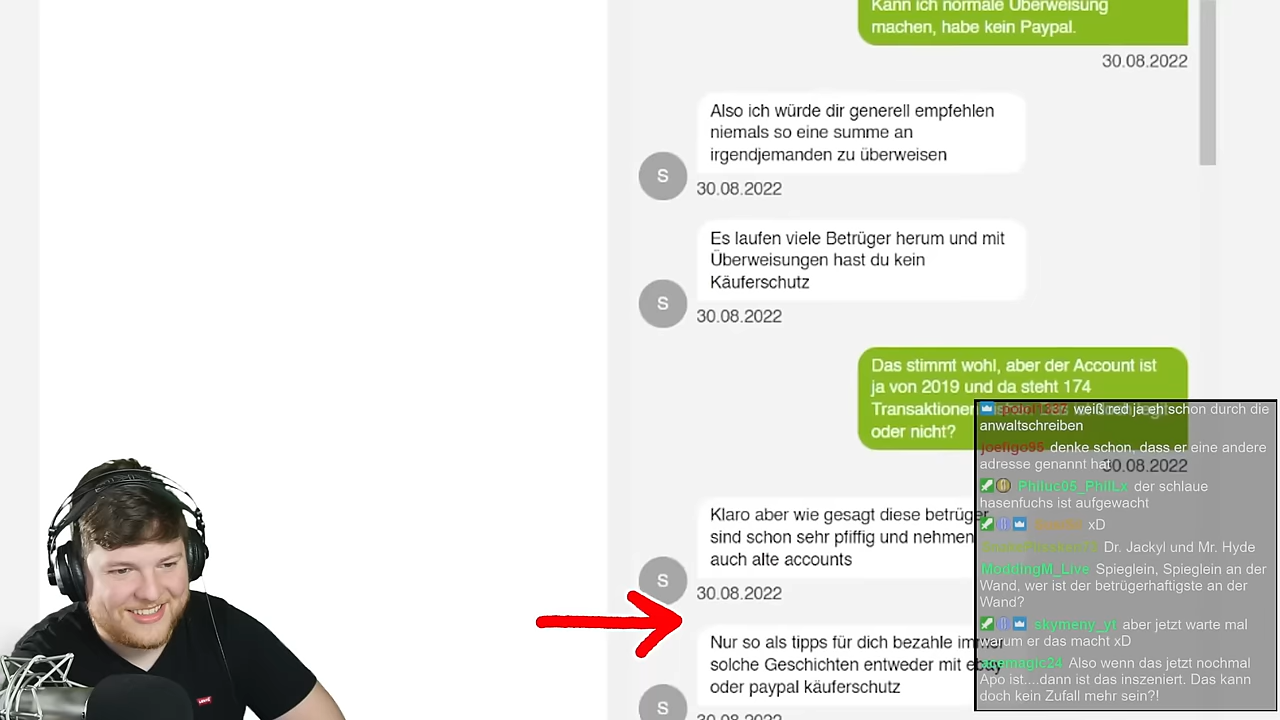 Kann ich normale Überweisung
machen, habe kein Paypal.
30.08.2022
Also ich würde dir generell empfehlen
niemals so eine summe an
irgendjemanden zu überweisen
S
30.08.2022
Es laufen viele Betrüger herum und mit
Überweisungen hast du kein
Käuferschutz
S
30.08.2022
Das stimmt wohl, aber der Account ist
ja von 2019 und da steht 174
Transaktionen
oder nicht?
30.08.2022
Klaro aber wie gesagt diese betrüger
sind schon sehr pfiffig und nehmen
auch alte accounts
S
30.08.2022
Nur so als tipps für dich bezahle immer
solche Geschichten entweder mit ebay
oder paypal käuferschutz
S
30.08.2022
weiß red ja eh schon durch die
anwaltschreiben
joefigo95 denke schon, dass er eine andere
adresse genannt hat
Philuc05_PhilLx der schlaue
hasenfuchs ist aufgewacht
xD
Dr. Jackyl und Mr. Hyde
ModdingM_Live Spieglein, Spieglein an der
Wand, wer ist der betrügerhaftigste an der
Wand?
skymeny_yt aber jetzt warte mal
warum er das macht xD
Also wenn das jetzt nochmal
Apo ist....dann ist das inszeniert. Das kann
doch kein Zufall mehr sein?!